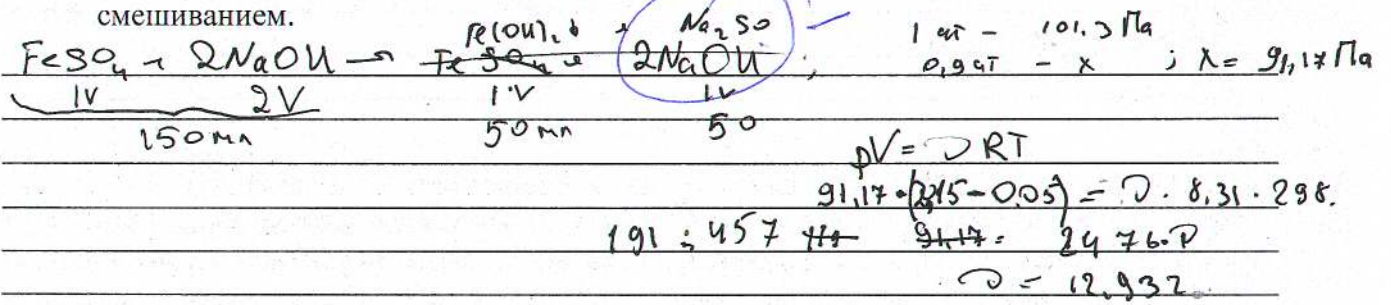 смешиванием.
Fe(OH)₂↓ + Na₂SO
FeSO₄ + 2NaOH → FeSO₄ + 2NaOH ;
1 ат - 101.3 Па
0,9 ат - x ; x = 91,17 Па
1V 2V 1V 1V
150 мл 50 мл 50
pV = νRT
91,17·(2,15-0,05) = ν · 8,31 · 298.
191,457 91,17 = 2476·ν
ν = 12,932